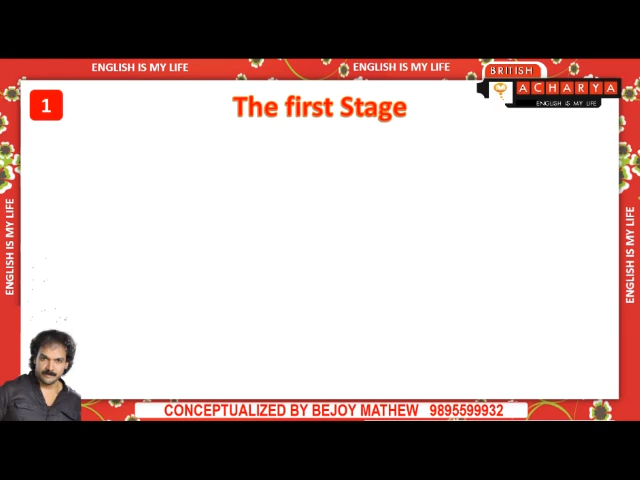 ENGLISH IS MY LIFE
ENGLISH IS MY LIFE
BRITISH
ACHARYA
ENGLISH IS MY LIFE
1
The first Stage
ENGLISH IS MY LIFE
ENGLISH IS MY LIFE
CONCEPTUALIZED BY BEJOY MATHEW 9895599932